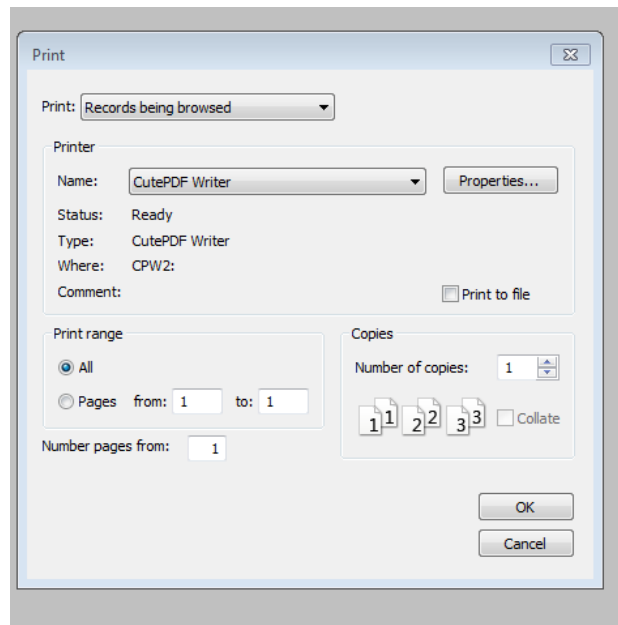 Print
Print: Records being browsed
Printer
Name: CutePDF Writer Properties...
Status: Ready
Type: CutePDF Writer
Where: CPW2:
Comment: Print to file
Print range
All
Pages from: 1 to: 1
Number pages from: 1
Copies
Number of copies: 1
1 1 2 2 3 3 Collate
OK
Cancel